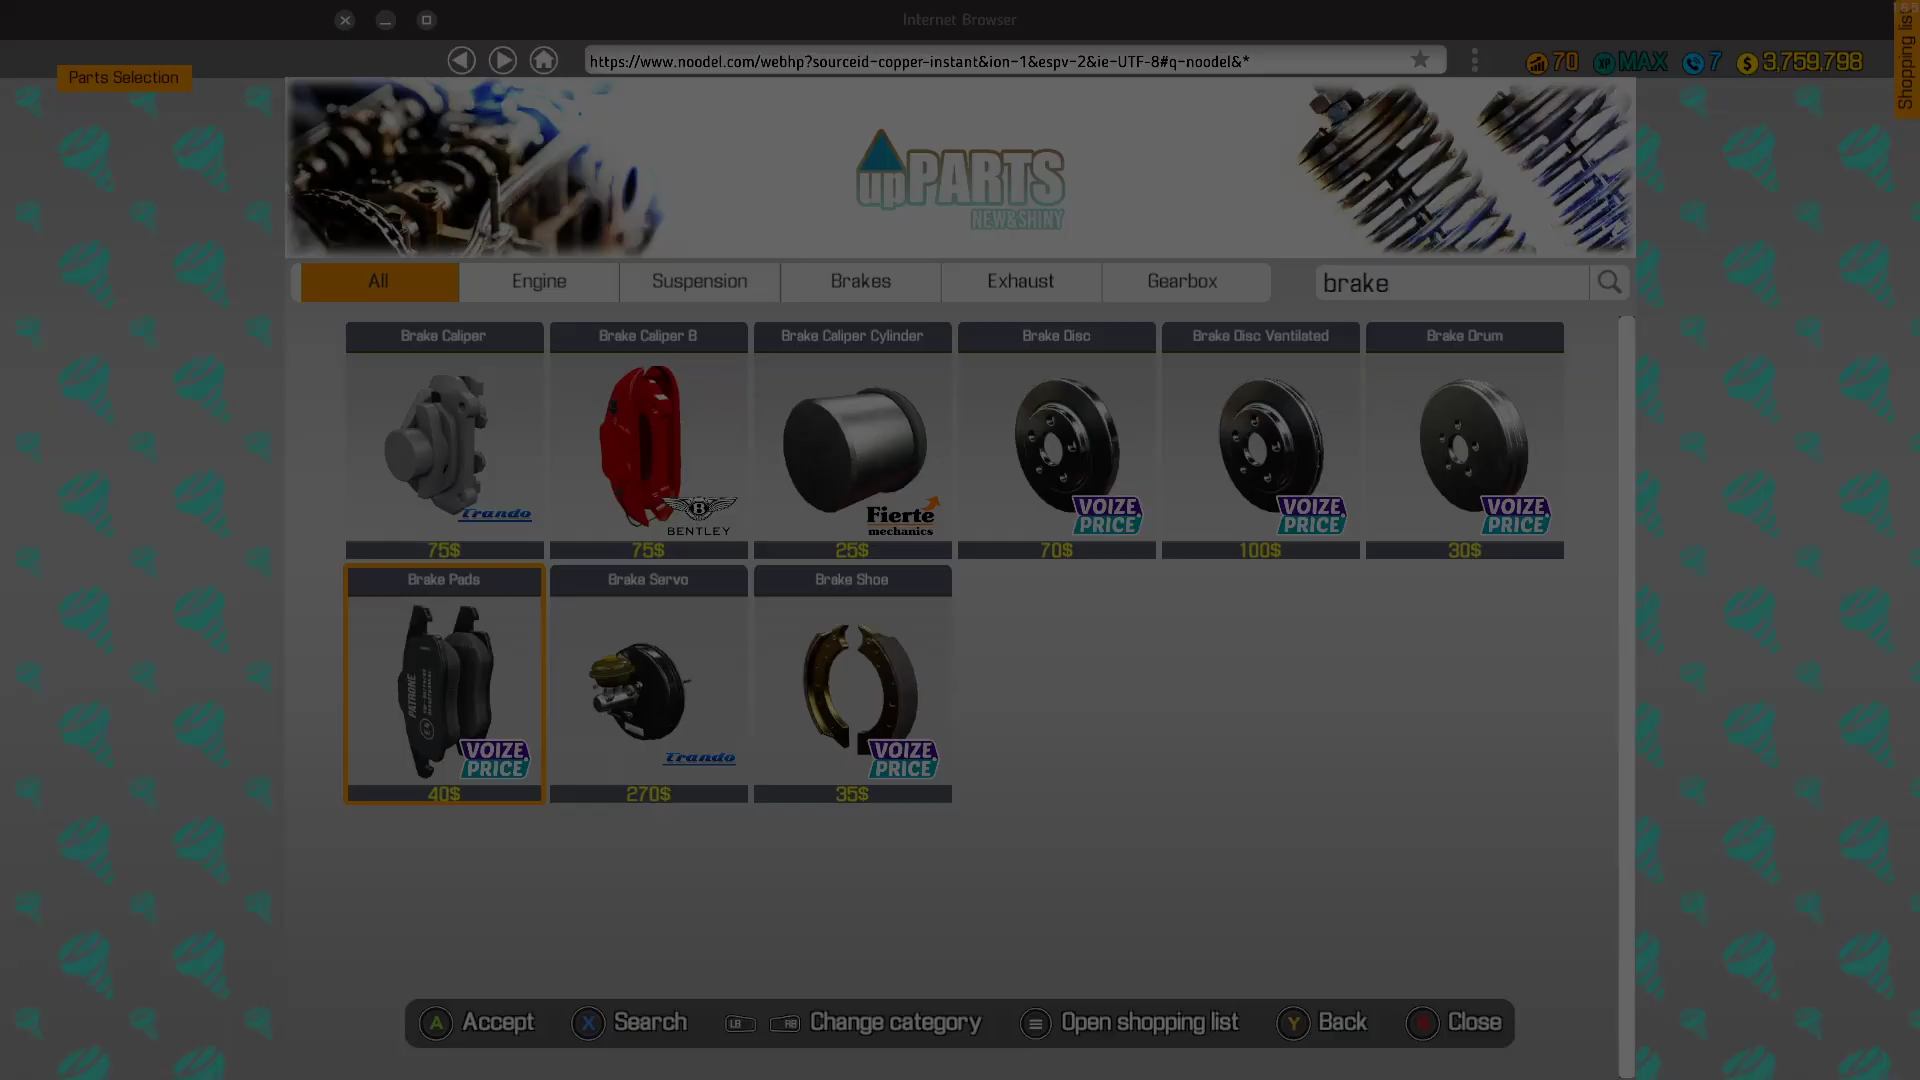 Internet Browser
Parts Selection
https://www.noodel.com/webhp?sourceid-copper-instant&ion-1&espv-2&ie-UTF-8#q-noodel&*
70
XP MAX
7
$ 3,759,798
Shopping list
upPARTS
NEW&SHINY
All
Engine
Suspension
Brakes
Exhaust
Gearbox
brake
Brake Caliper
Brake Caliper B
Brake Caliper Cylinder
Brake Disc
Brake Disc Ventilated
Brake Drum
Trando
B
BENTLEY
Fierte
mechanics
VOIZE
PRICE
VOIZE
PRICE
VOIZE
PRICE
75$
75$
25$
70$
100$
30$
Brake Pads
Brake Servo
Brake Shoe
PATRONE
VOIZE
PRICE
Trando
VOIZE
PRICE
40$
270$
35$
A Accept
X Search
LB RB Change category
Open shopping list
Y Back
Close